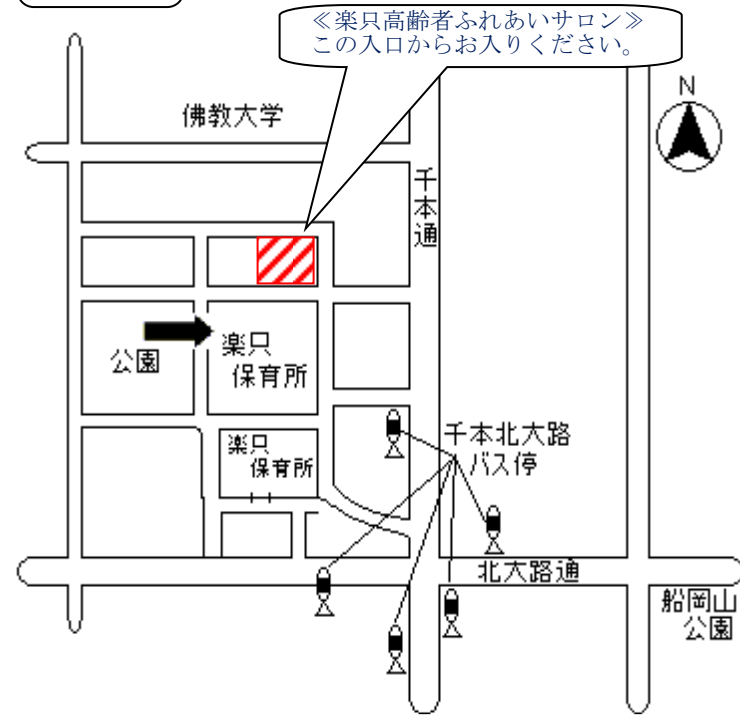 ≪楽只高齢者ふれあいサロン≫
この入口からお入りください。
N
佛教大学
千本通
公園
楽只
保育所
楽只
保育所
千本北大路
バス停
北大路通
船岡山
公園